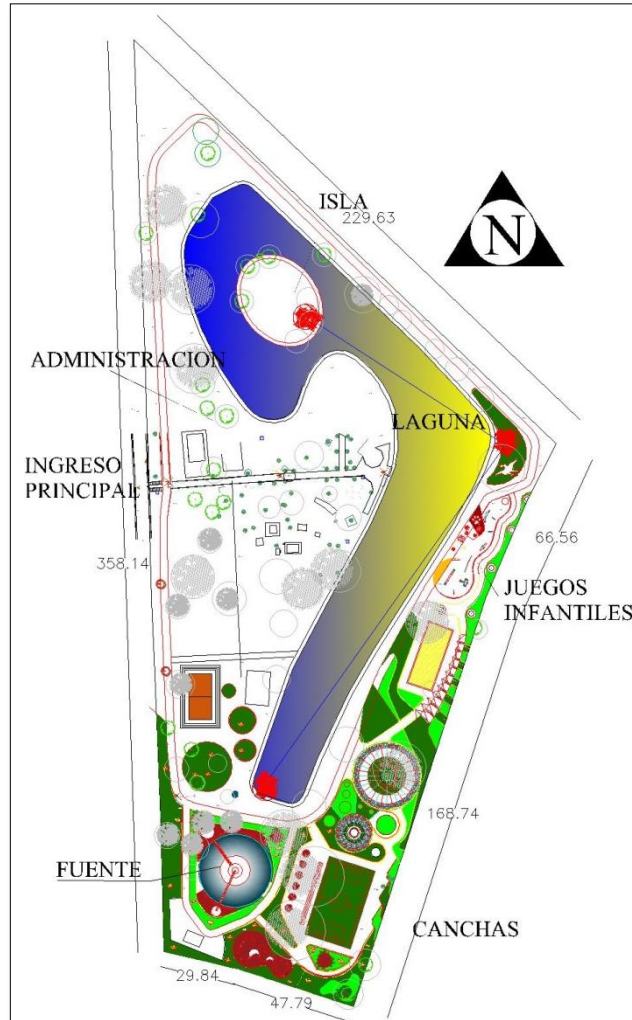 ISLA
229.63
N
ADMINISTRACION
LAGUNA
INGRESO
PRINCIPAL
66.56
358.14
JUEGOS
INFANTILES
168.74
FUENTE
CANCHAS
29.84
47.79